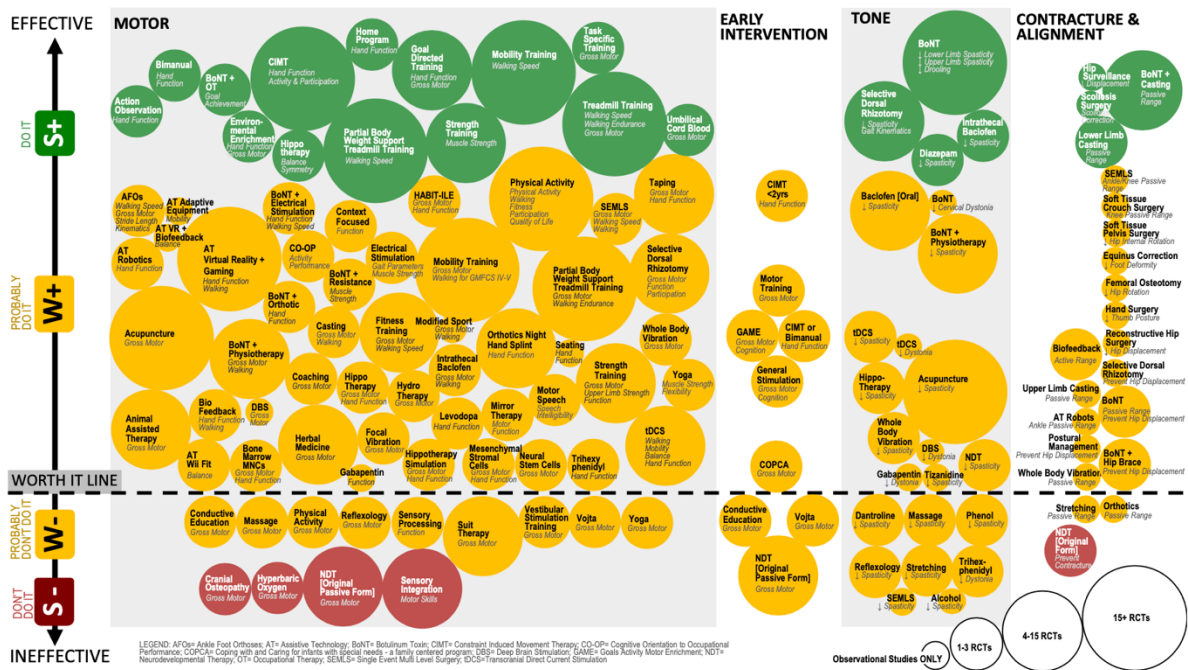 EFFECTIVE
MOTOR
EARLY
INTERVENTION
TONE
CONTRACTURE &
ALIGNMENT
DO IT
S+
PROBABLY
DO IT
W+
WORTH IT LINE
PROBABLY
DON'T DO IT
W-
DON'T
DO IT
S -
INEFFECTIVE
Bimanual
Hand
Function
BoNT +
OT
Goal
Achievement
CIMT
Hand Function
Activity & Participation
Home
Program
Hand Function
Goal
Directed
Training
Hand Function
Gross Motor
Mobility Training
Walking Speed
Task
Specific
Training
Gross Motor
Action
Observation
Hand Function
Environ-
mental
Enrichment
Hand Function
Gross Motor
Hippo
therapy
Balance
Symmetry
Partial Body
Weight Support
Treadmill Training
Walking Speed
Strength
Training
Muscle Strength
Treadmill Training
Walking Speed
Walking Endurance
Gross Motor
Umbilical
Cord Blood
Gross Motor
AFOs
Walking Speed
Gross Motor
Stride Length
Kinematics
AT Adaptive
Equipment
Mobility
AT VR +
Biofeedback
Balance
BoNT +
Electrical
Stimulation
Hand Function
Walking Speed
Context
Focused
Function
HABIT-ILE
Hand Function
Gross Motor
Physical Activity
Physical Activity
Walking
Fitness
Participation
Quality of Life
SEMLS
Gross Motor
Walking Speed
Walking
Taping
Gross Motor
Hand Function
AT
Robotics
Hand Function
AT
Virtual Reality +
Gaming
Hand Function
Walking
CO-OP
Activity
Performance
BoNT +
Resistance
Muscle
Strength
Electrical
Stimulation
Gait Parameters
Muscle Strength
Mobility Training
Gross Motor
Walking for GMFCS IV-V
Partial Body
Weight Support
Treadmill Training
Gross Motor
Walking Endurance
Selective
Dorsal
Rhizotomy
Gross Motor
Function
Participation
BoNT +
Orthotic
Hand
Function
Acupuncture
Gross Motor
BoNT +
Physiotherapy
Gross Motor
Walking
Casting
Gross Motor
Walking
Fitness
Training
Gross Motor
Walking Speed
Modified Sport
Gross Motor
Walking
Intrathecal
Baclofen
Gross Motor
Walking
Orthotics Night
Hand Splint
Hand Function
Seating
Hand
Function
Whole Body
Vibration
Gross Motor
Coaching
Gross Motor
Hippo
Therapy
Gross Motor
Hand Function
Hydro
Therapy
Gross Motor
Strength
Training
Gross Motor
Upper Limb Strength
Function
Yoga
Muscle Strength
Flexibility
Animal
Assisted
Therapy
Gross Motor
Bio
Feedback
Hand Function
Walking
DBS
Gross
Motor
Herbal
Medicine
Gross Motor
Focal
Vibration
Gross Motor
Levodopa
Hand Function
Mirror
Therapy
Motor
Function
Motor
Speech
Speech
Intelligibility
tDCS
Walking
Mobility
Balance
Hand Function
AT
Wii Fit
Balance
Bone
Marrow
MNCs
Gross Motor
Hand Function
Gabapentin
Function
Hippotherapy
Simulation
Gross Motor
Hand Function
Mesenchymal
Stromal
Cells
Gross Motor
Hand Function
Neural
Stem Cells
Gross Motor
Trihexy
phenidyl
Hand Function
Conductive
Education
Gross Motor
Massage
Gross Motor
Physical
Activity
Gross Motor
Reflexology
Gross Motor
Sensory
Processing
Function
Suit
Therapy
Gross Motor
Vestibular
Stimulation
Training
Gross Motor
Vojta
Gross Motor
Yoga
Gross Motor
Cranial
Osteopathy
Gross Motor
Hyperbaric
Oxygen
Gross Motor
NDT
[Original
Passive Form]
Gross Motor
Sensory
Integration
Motor Skills
CIMT
<2yrs
Hand Function
Motor
Training
Gross Motor
GAME
Gross Motor
Cognition
CIMT or
Bimanual
Hand Function
General
Stimulation
Gross Motor
Cognition
COPCA
Gross Motor
Conductive
Education
Gross Motor
Vojta
Gross Motor
NDT
[Original
Passive Form]
Gross Motor
BoNT
↓ Lower Limb Spasticity
↓ Upper Limb Spasticity
↓ Drooling
Selective
Dorsal
Rhizotomy
↓ Spasticity
Gait Kinematics
Intrathecal
Baclofen
↓ Spasticity
Diazepam
↓ Spasticity
Baclofen [Oral]
↓ Spasticity
BoNT
↓ Cervical Dystonia
BoNT +
Physiotherapy
↓ Spasticity
tDCS
↓ Spasticity
tDCS
↓ Dystonia
Hippo-
Therapy
↓ Spasticity
Acupuncture
↓ Spasticity
Whole
Body
Vibration
↓ Spasticity
DBS
↓ Dystonia
NDT
↓ Spasticity
Gabapentin
↓ Dystonia
Tizanidine
↓ Spasticity
Dantroline
↓ Spasticity
Massage
↓ Spasticity
Phenol
↓ Spasticity
Reflexology
↓ Spasticity
Stretching
↓ Spasticity
Trihex-
phenidyl
↓ Dystonia
SEMLS
↓ Spasticity
Alcohol
↓ Spasticity
Hip
Surveillance
Displacement
Scoliosis
Surgery
Correction
BoNT +
Casting
Passive
Range
Lower Limb
Casting
Passive
Range
SEMLS
Ankle/Knee Passive
Range
Soft Tissue
Crouch Surgery
Knee Passive Range
Soft Tissue
Pelvis Surgery
↓ Hip Internal Rotation
Equinus Correction
↓ Foot Deformity
Femoral Osteotomy
↓ Hip Rotation
Hand Surgery
↓ Thumb Posture
Biofeedback
Active Range
Reconstructive Hip
Surgery
↓ Hip Displacement
Selective Dorsal
Rhizotomy
Prevent Hip Displacement
Upper Limb Casting
Passive Range
BoNT
Passive Range
Prevent Hip Displacement
AT Robots
Ankle Passive Range
Postural
Management
Prevent Hip Displacement
BoNT +
Hip Brace
Prevent Hip Displacement
Whole Body Vibration
Passive Range
Stretching
Passive Range
Orthotics
Passive Range
NDT
[Original
Form]
Prevent
Contracture
Observational Studies ONLY
1-3 RCTs
4-15 RCTs
15+ RCTs
LEGEND: AFOs= Ankle Foot Orthoses; AT= Assistive Technology; BoNT= Botulinum Toxin; CIMT= Constraint Induced Movement Therapy; CO-OP= Cognitive Orientation to Occupational
Performance; COPCA= Coping with and Caring for infants with special needs - a family centered program; DBS= Deep Brain Stimulation; GAME= Goals Activity Motor Enrichment; NDT=
Neurodevelopmental Therapy; OT= Occupational Therapy; SEMLS= Single Event Multi Level Surgery; tDCS=Transcranial Direct Current Stimulation